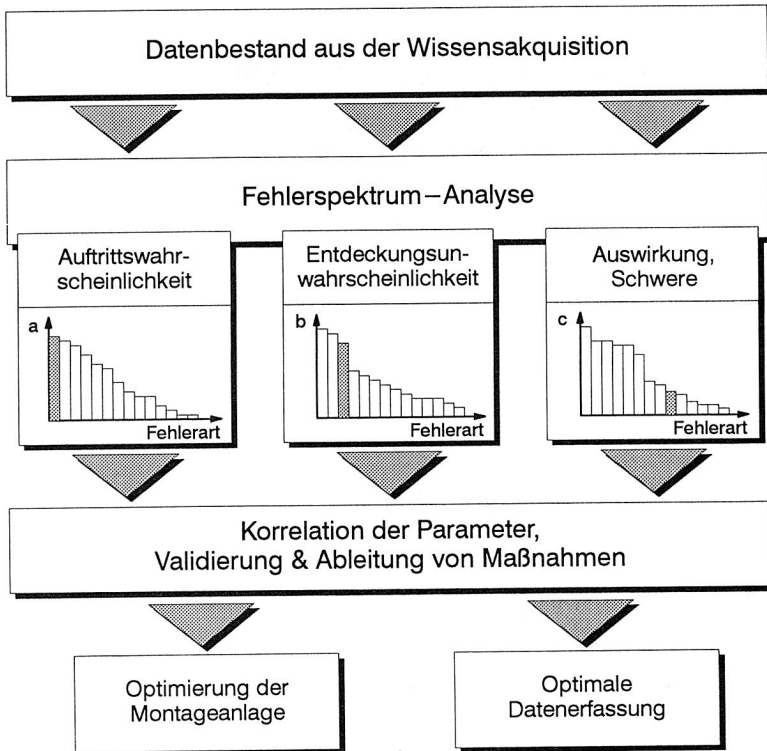 Datenbestand aus der Wissensakquisition
Fehlerspektrum–Analyse
Auftrittswahr-
scheinlichkeit
a
Fehlerart
Entdeckungsun-
wahrscheinlichkeit
b
Fehlerart
Auswirkung,
Schwere
c
Fehlerart
Korrelation der Parameter,
Validierung & Ableitung von Maßnahmen
Optimierung der
Montageanlage
Optimale
Datenerfassung